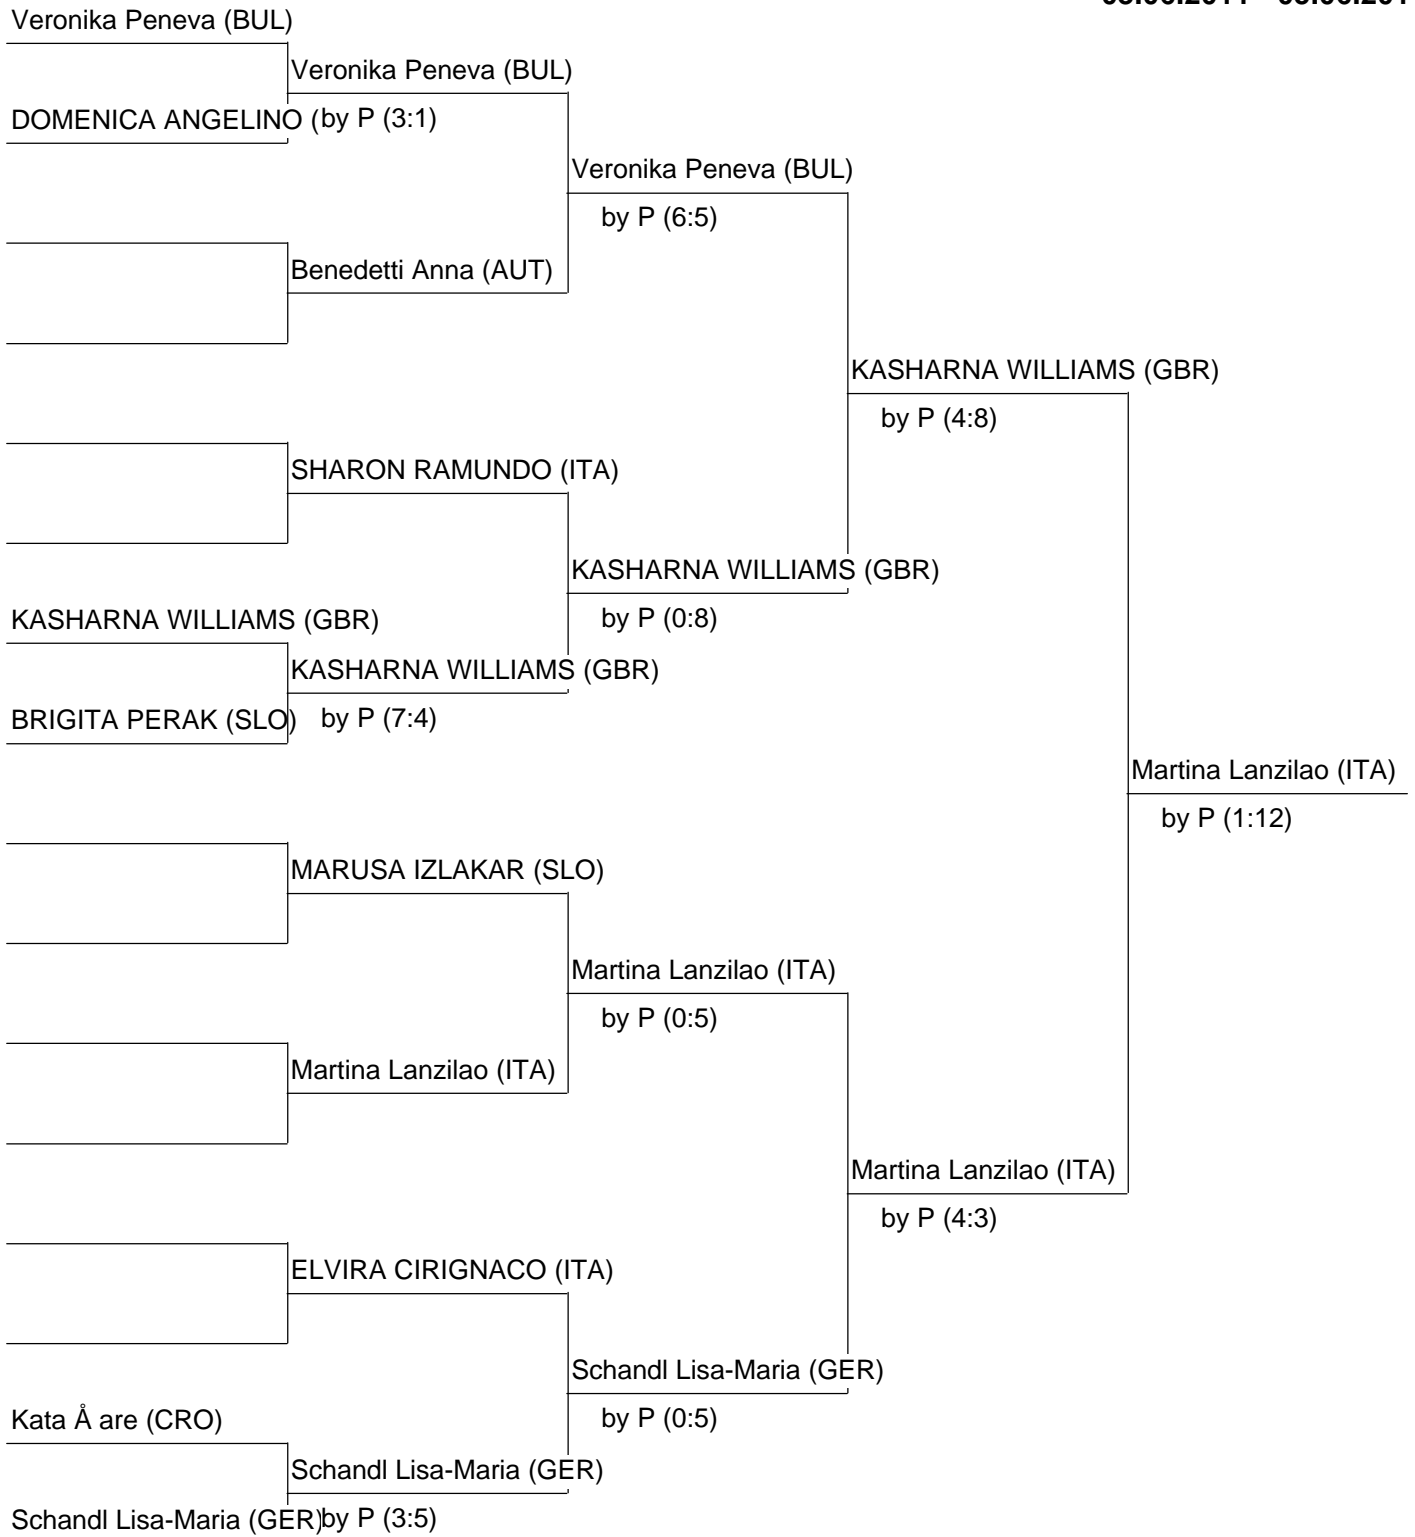 Veronika Peneva (BUL)
Veronika Peneva (BUL)
DOMENICA ANGELINO (
by P (3:1)
Veronika Peneva (BUL)
by P (6:5)
Benedetti Anna (AUT)
KASHARNA WILLIAMS (GBR)
by P (4:8)
SHARON RAMUNDO (ITA)
KASHARNA WILLIAMS (GBR)
by P (0:8)
KASHARNA WILLIAMS (GBR)
KASHARNA WILLIAMS (GBR)
BRIGITA PERAK (SLO)
by P (7:4)
Martina Lanzilao (ITA)
by P (1:12)
MARUSA IZLAKAR (SLO)
Martina Lanzilao (ITA)
by P (0:5)
Martina Lanzilao (ITA)
Martina Lanzilao (ITA)
by P (4:3)
ELVIRA CIRIGNACO (ITA)
Schandl Lisa-Maria (GER)
by P (0:5)
Kata Å are (CRO)
Schandl Lisa-Maria (GER)
Schandl Lisa-Maria (GER)
by P (3:5)